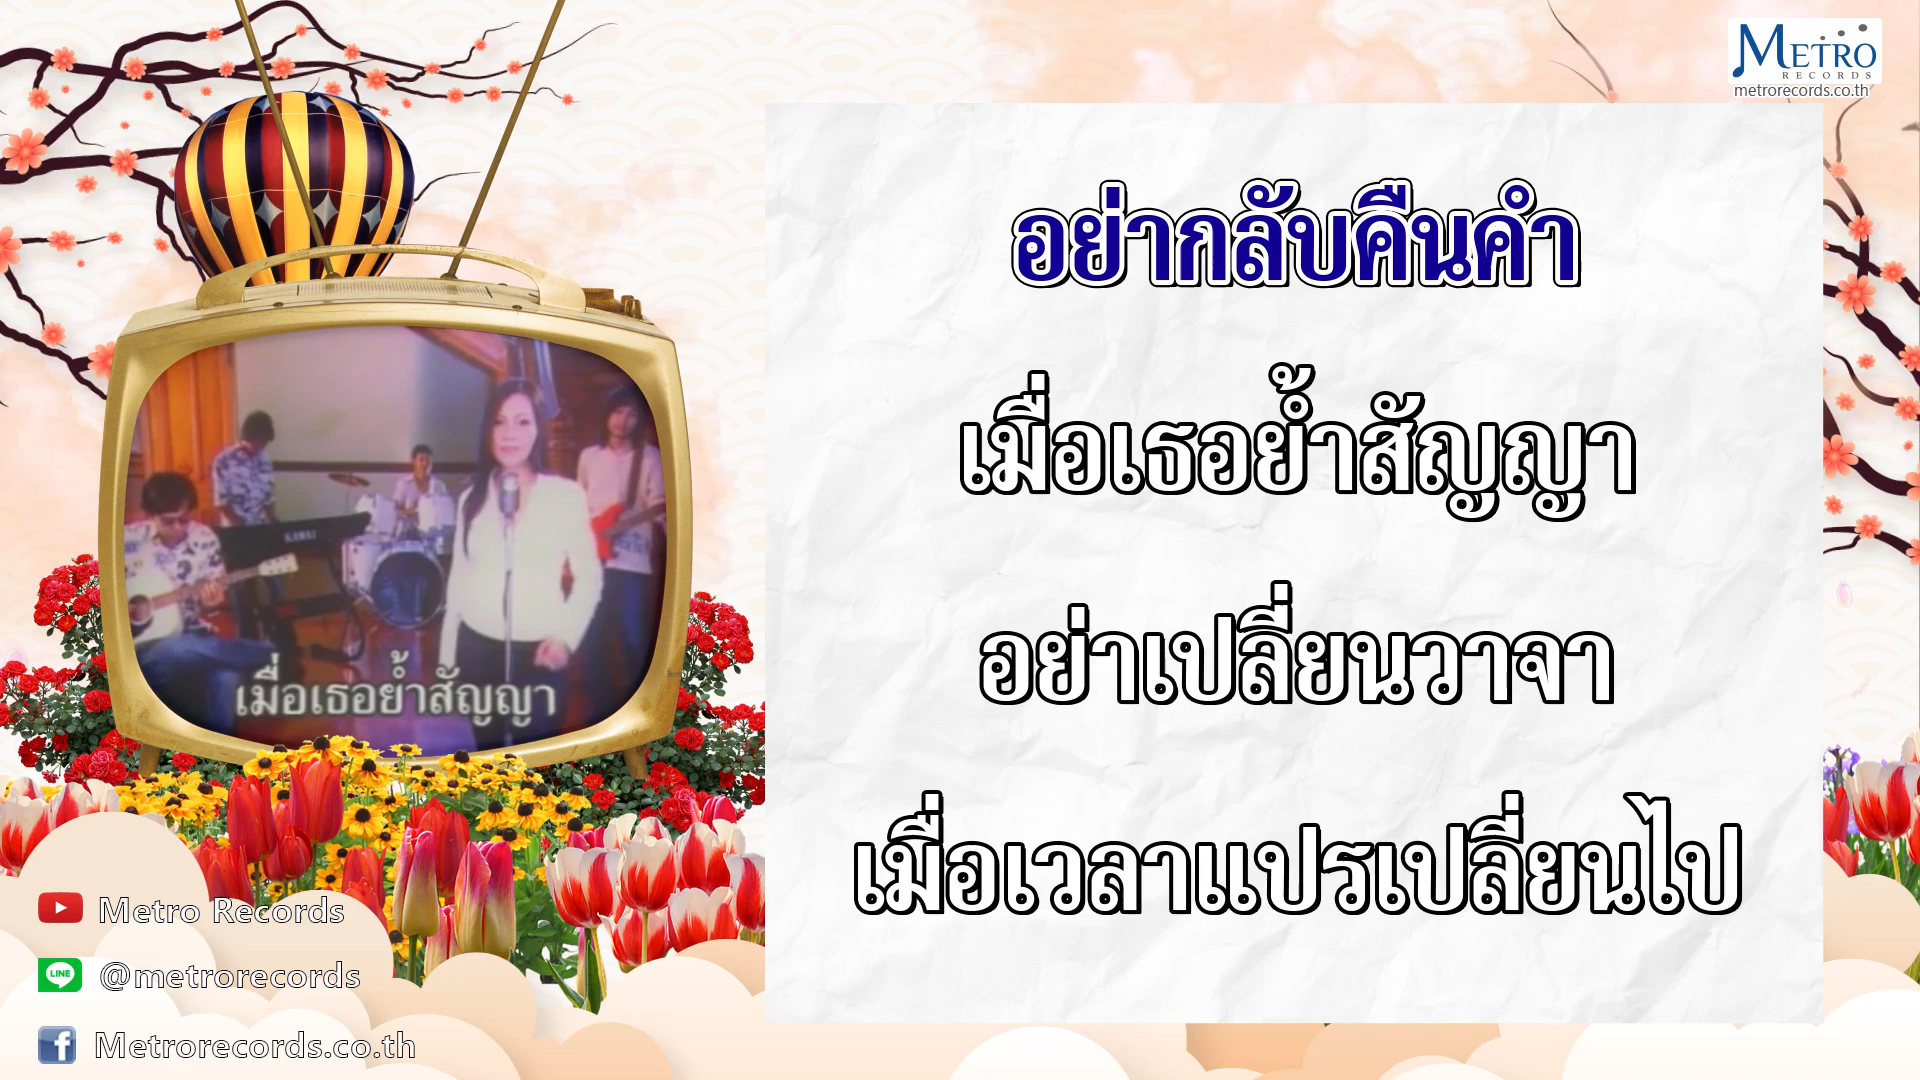 METRO
RECORDS
metrorecords.co.th
อย่ากลับคืนคำ
เมื่อเธอย้ำสัญญา
อย่าเปลี่ยนวาจา
เมื่อเวลาแปรเปลี่ยนไป
KAWAI
เมื่อเธอย้ำสัญญา
Metro Records
LINE
@metrorecords
f
Metrorecords.co.th